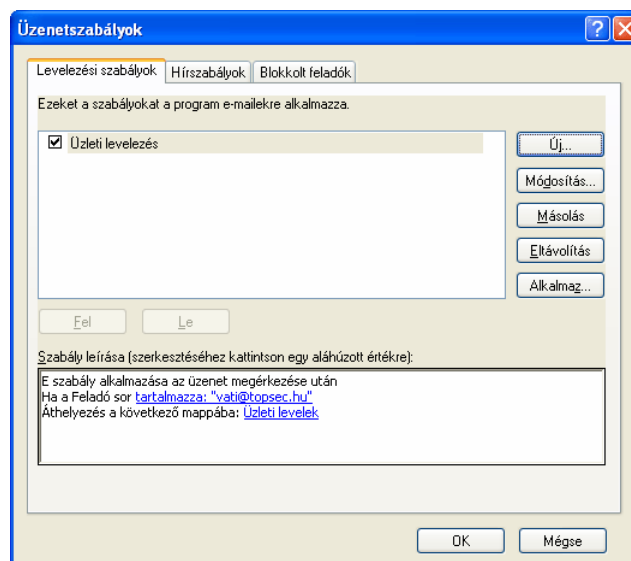 Üzenetszabályok
Levelezési szabályok
Hírszabályok
Blokkolt feladók
Ezeket a szabályokat a program e-mailekre alkalmazza.
Üzleti levelezés
Új...
Módosítás...
Másolás
Eltávolítás
Alkalmaz...
Fel
Le
Szabály leírása (szerkesztéséhez kattintson egy aláhúzott értékre):
E szabály alkalmazása az üzenet megérkezése után
Ha a Feladó sor tartalmazza: "vati@topsec.hu"
Áthelyezés a következő mappába: Üzleti levelek
OK
Mégse